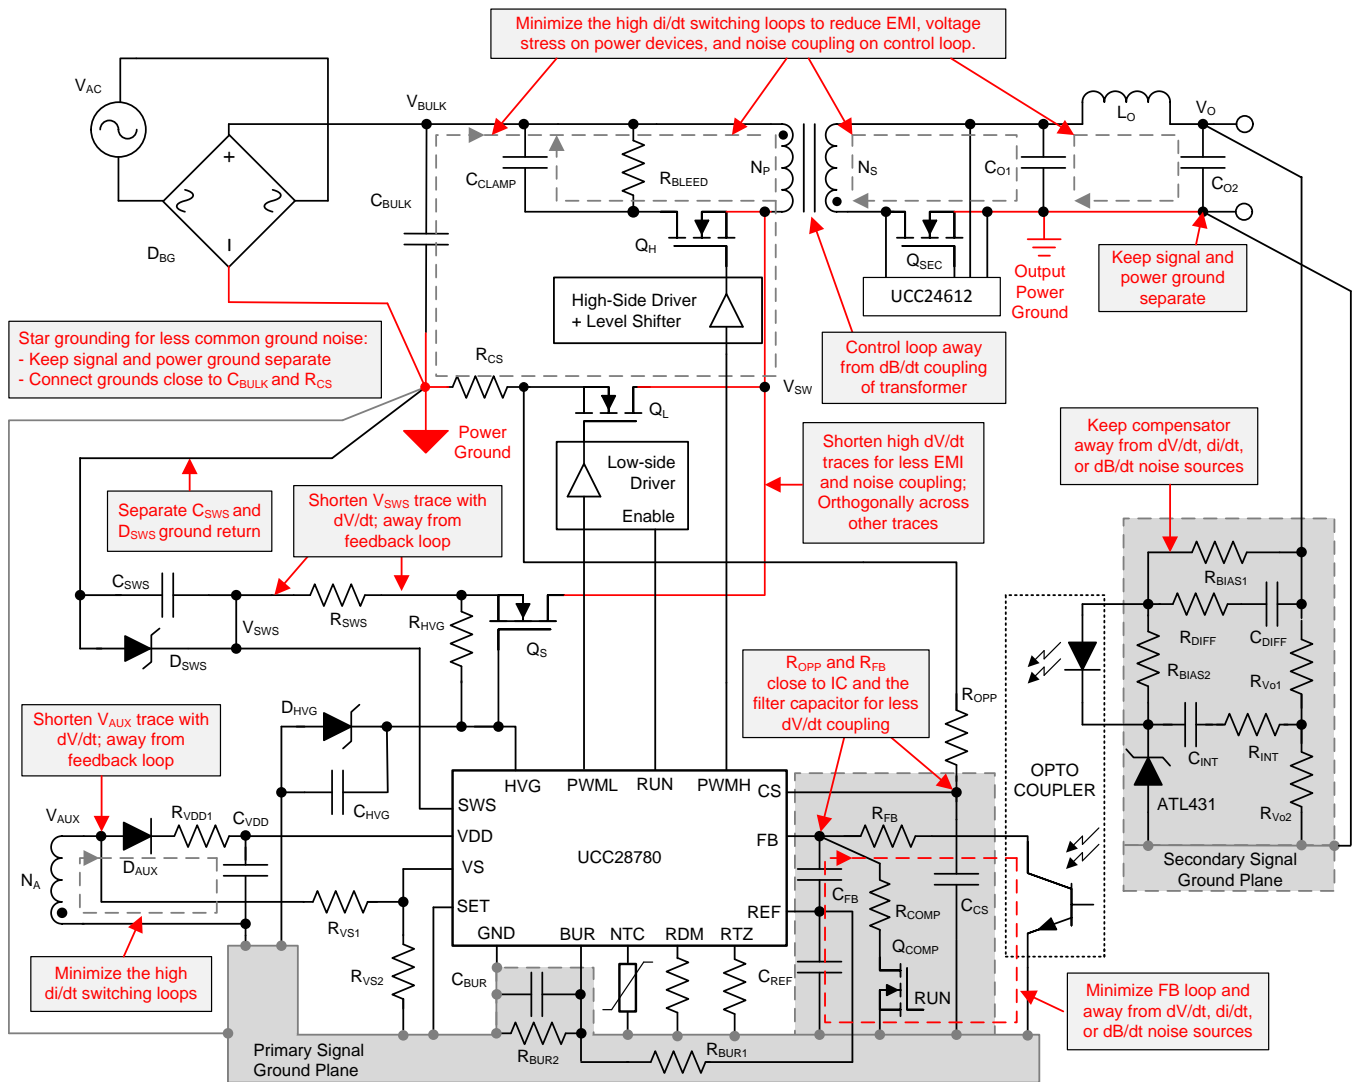 Minimize the high di/dt switching loops to reduce EMI, voltage
stress on power devices, and noise coupling on control loop.
VAC
VBULK
LO
VO
CCLAMP
RBLEED
NP
NS
CO1
CO2
CBULK
QH
QSEC
DBG
UCC24612
Output
Power
Ground
Keep signal and
power ground
separate
High-Side Driver
+ Level Shifter
Star grounding for less common ground noise:
- Keep signal and power ground separate
- Connect grounds close to CBULK and RCS
RCS
Control loop away
from dB/dt coupling
of transformer
QL
VSW
Power
Ground
Low-side
Driver
Enable
Shorten high dV/dt
traces for less EMI
and noise coupling;
Orthogonally across
other traces
Keep compensator
away from dV/dt, di/dt,
or dB/dt noise sources
Separate CSWS and
DSWS ground return
Shorten VSWS trace with
dV/dt; away from
feedback loop
CSWS
RSWS
VSWS
DSWS
RHVG
QS
RBIAS1
RDIFF
CDIFF
RBIAS2
RVo1
ROPP and RFB
close to IC and the
filter capacitor for less
dV/dt coupling
ROPP
CINT
RINT
OPTO
COUPLER
ATL431
RVo2
Secondary Signal
Ground Plane
Shorten VAUX trace with
dV/dt; away from
feedback loop
DHVG
CHVG
HVG
PWML
RUN
PWMH
CS
SWS
VDD
VS
SET
UCC28780
FB
REF
GND
BUR
NTC
RDM
RTZ
VAUX
RVDD1
CVDD
DAUX
NA
RVS1
RVS2
RFB
CFB
RCOMP
CCS
QCOMP
CREF
RUN
Minimize the high
di/dt switching loops
CBUR
RBUR2
RBUR1
Minimize FB loop and
away from dV/dt, di/dt,
or dB/dt noise sources
Primary Signal
Ground Plane